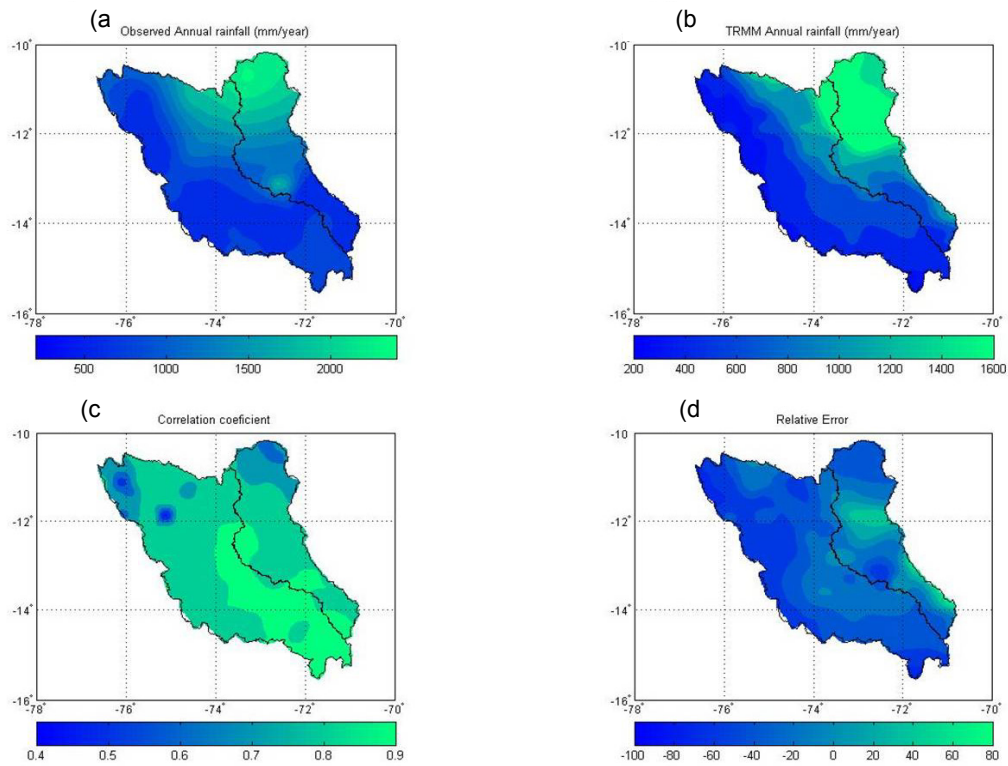 (a
Observed Annual rainfall (mm/year)
-10°
-12°
-14°
-16°
-78° -76° -74° -72° -70°
500 1000 1500 2000
(b
TRMM Annual rainfall (mm/year)
-10°
-12°
-14°
-16°
-78° -76° -74° -72° -70°
200 400 600 800 1000 1200 1400 1600
(c
Correlation coeficient
-10
-12°
-14°
-16°
-78° -76° -74° -72° -70°
0.4 0.5 0.6 0.7 0.8 0.9
(d
Relative Error
-10
-12°
-14°
-16°
-78° -76° -74° -72° -70°
-100 -80 -60 -40 -20 0 20 40 60 80